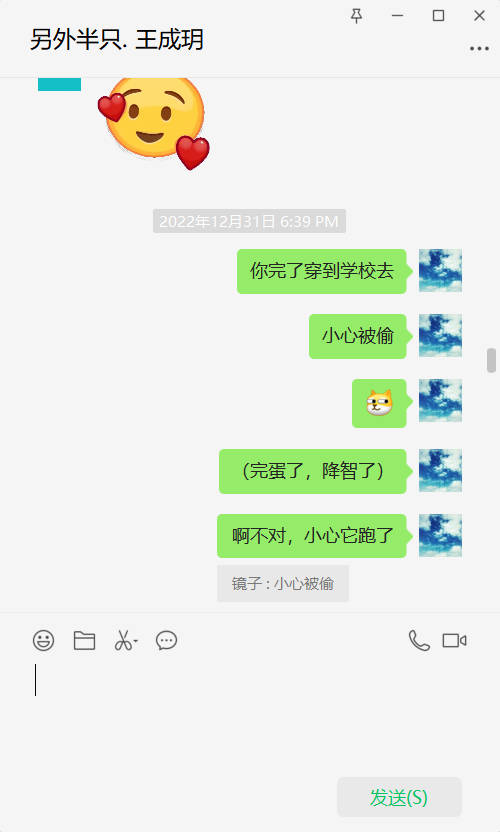 另外半只. 王成玥
2022年12月31日 6:39 PM
你完了穿到学校去
小心被偷
（完蛋了，降智了）
啊不对，小心它跑了
镜子 : 小心被偷
发送(S)